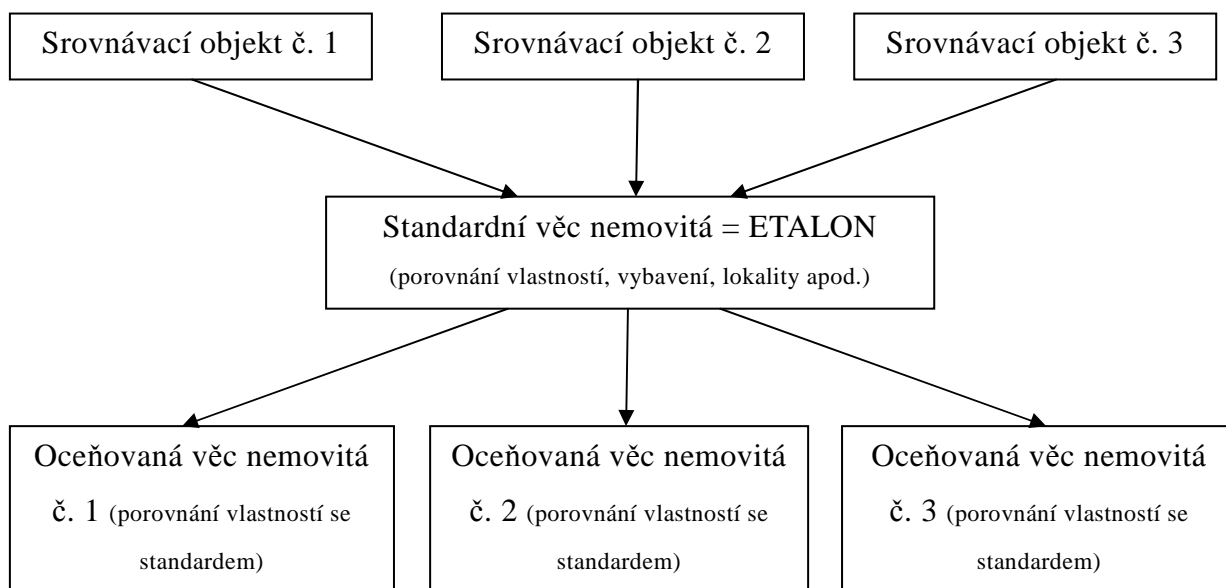 Srovnávací objekt č. 1
Srovnávací objekt č. 2
Srovnávací objekt č. 3
Standardní věc nemovitá = ETALON
(porovnání vlastností, vybavení, lokality apod.)
Oceňovaná věc nemovitá
č. 1 (porovnání vlastností se
standardem)
Oceňovaná věc nemovitá
č. 2 (porovnání vlastností se
standardem)
Oceňovaná věc nemovitá
č. 3 (porovnání vlastností se
standardem)